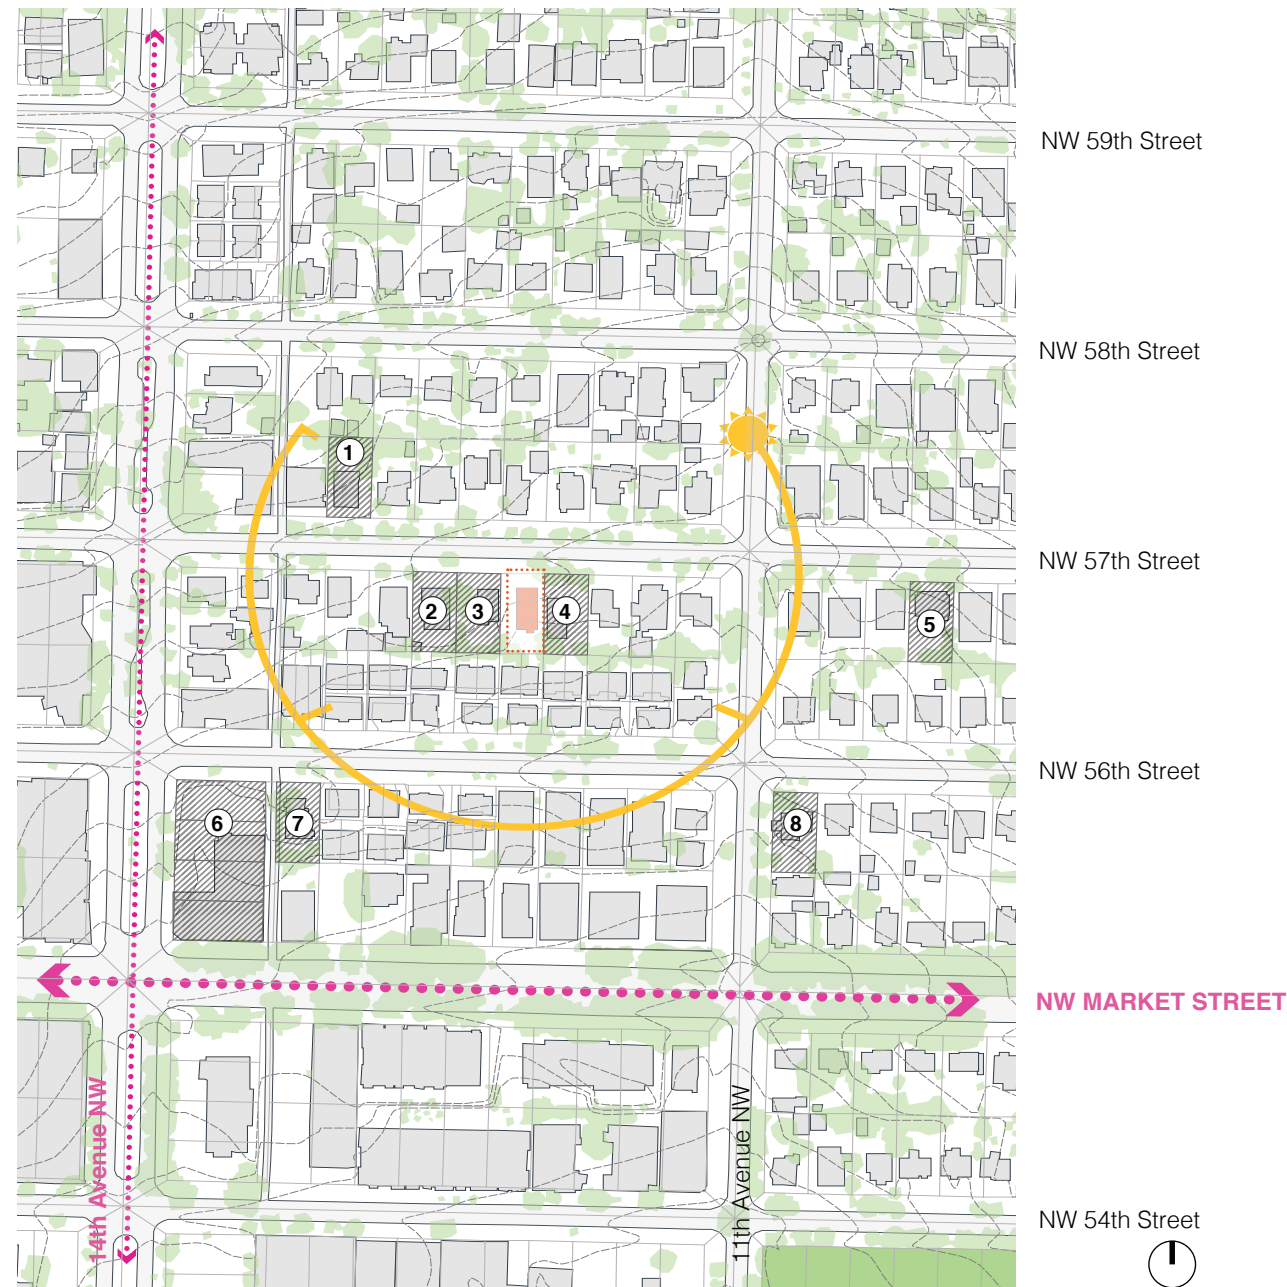 NW 59th Street
NW 58th Street
1
NW 57th Street
2
3
4
5
NW 56th Street
6
7
8
NW MARKET STREET
14th Avenue NW
11th Avenue NW
NW 54th Street